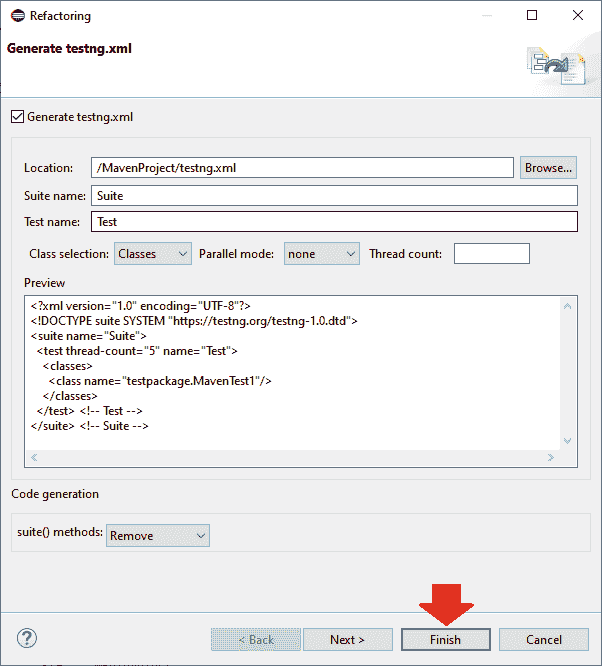 Refactoring
Generate testng.xml
Generate testng.xml
Location: /MavenProject/testng.xml Browse...
Suite name: Suite
Test name: Test
Class selection: Classes Parallel mode: none Thread count:
Preview
<?xml version="1.0" encoding="UTF-8"?>
<!DOCTYPE suite SYSTEM "https://testng.org/testng-1.0.dtd">
<suite name="Suite">
<test thread-count="5" name="Test">
<classes>
<class name="testpackage.MavenTest1"/>
</classes>
</test> <!-- Test -->
</suite> <!-- Suite -->
Code generation
suite() methods: Remove
? < Back Next > Finish Cancel